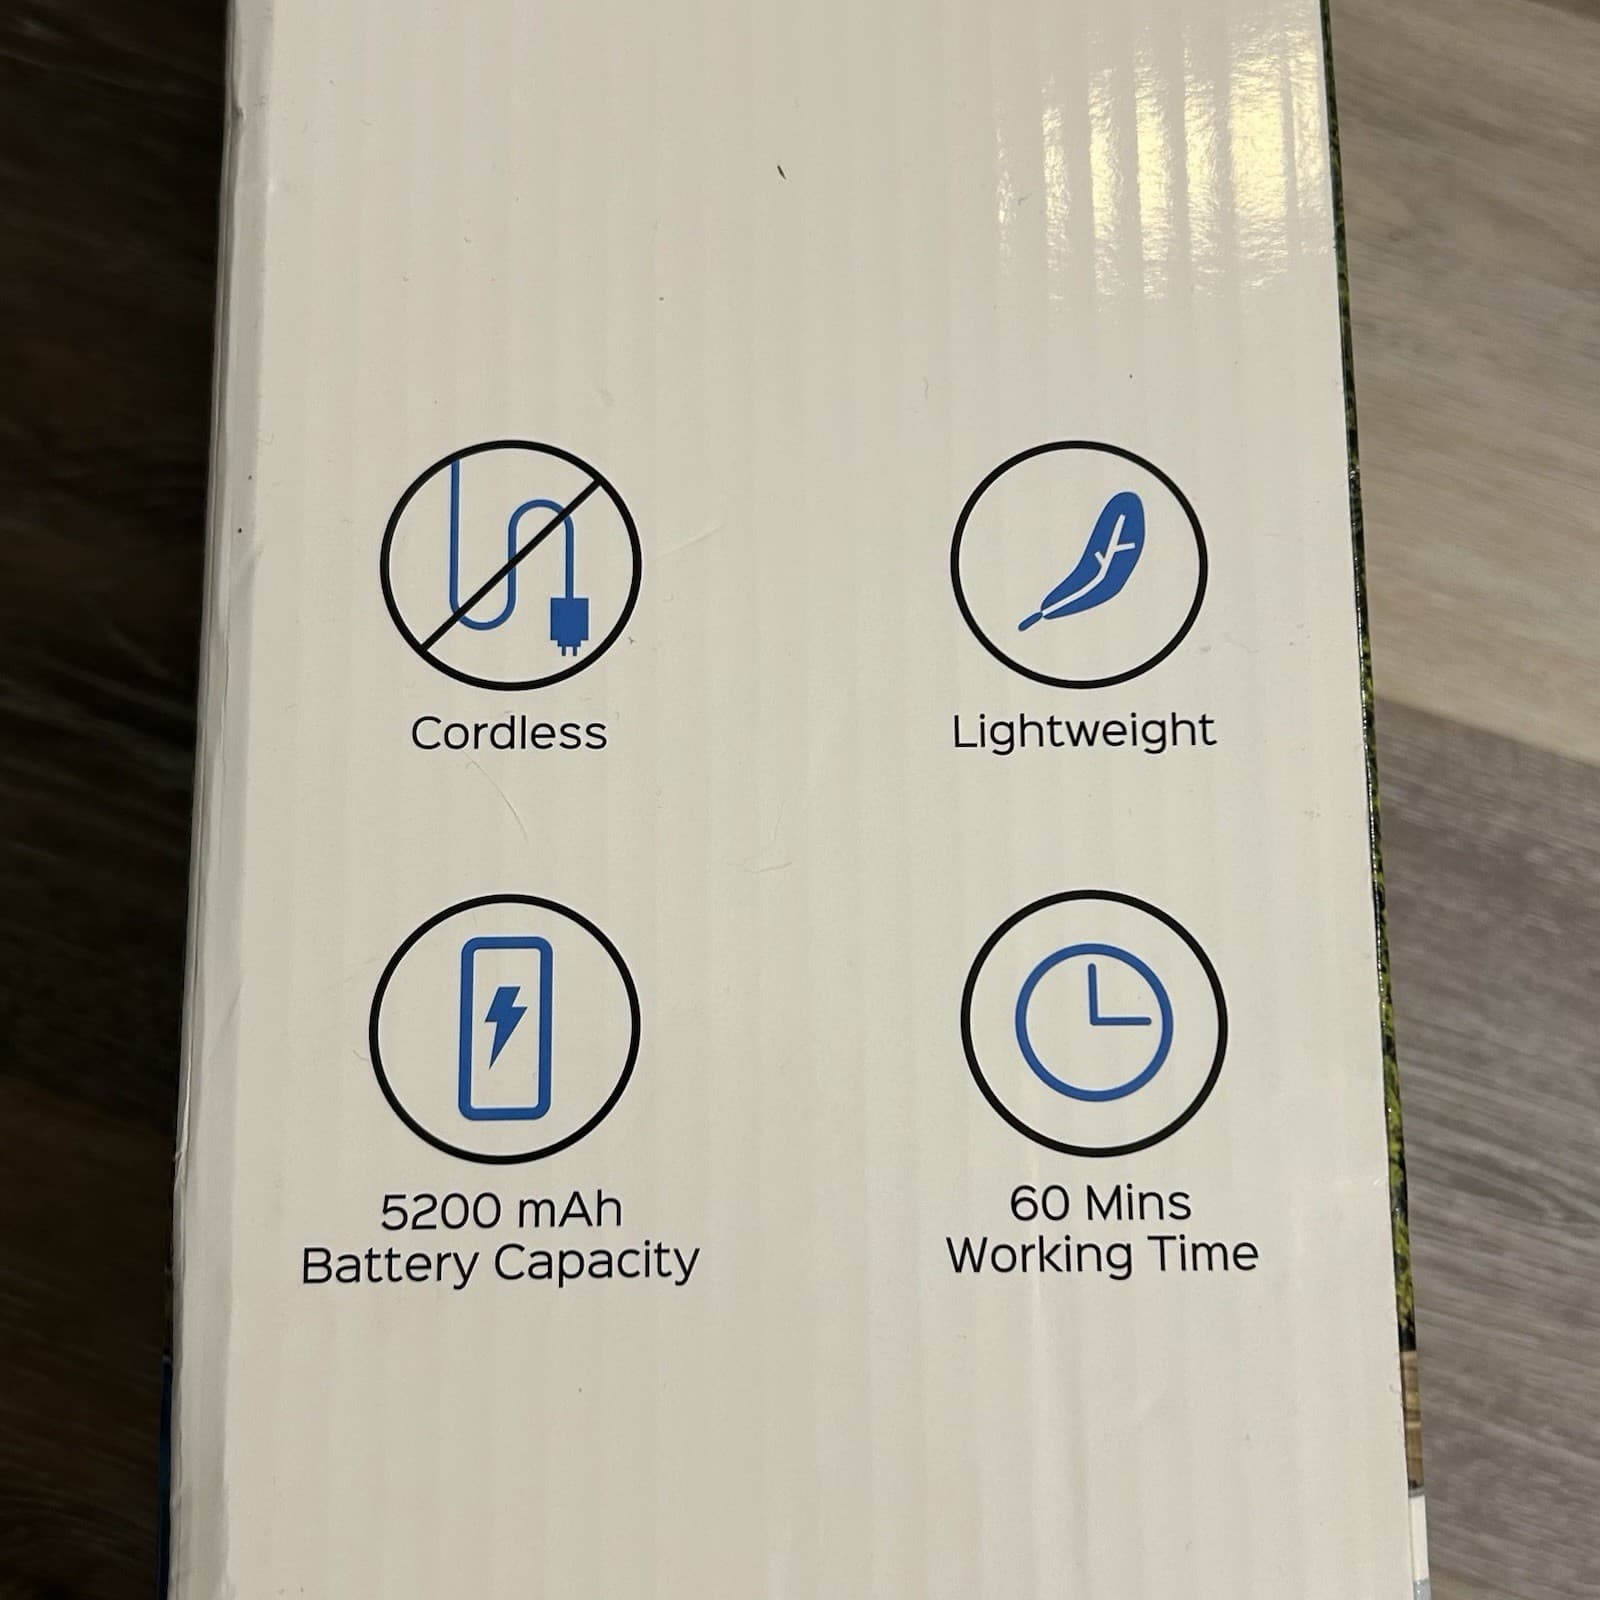 Cordless
Lightweight
5200 mAh
Battery Capacity
60 Mins
Working Time